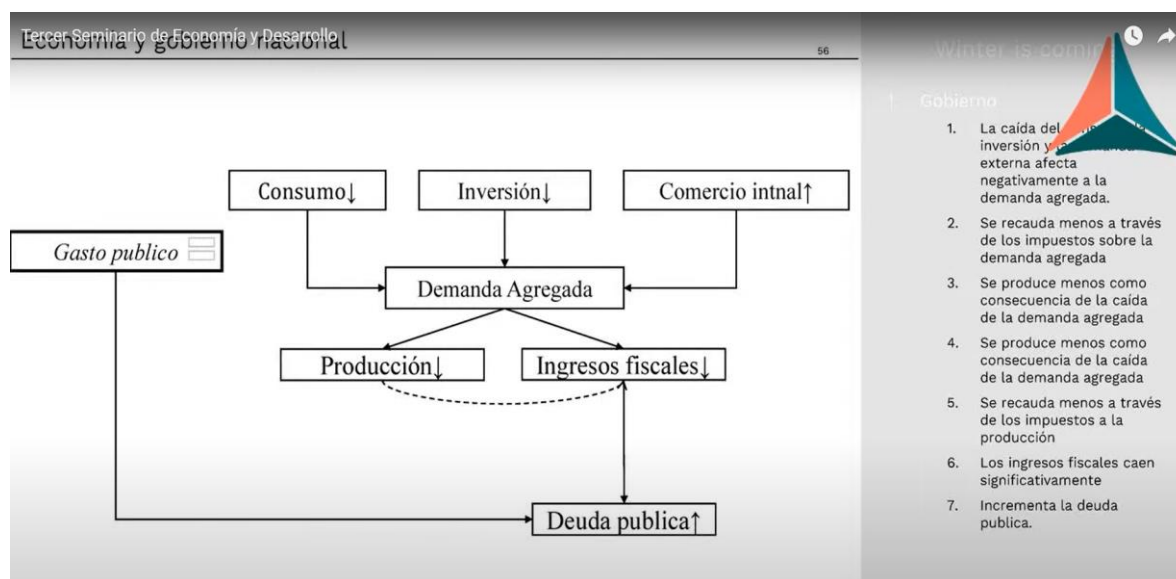 Tercer Seminario de Economía y Desarrollo
Economía y gobierno nacional
56
Winter is comin
Consumo↓
Inversión↓
Comercio intnal↑
Gasto publico
Demanda Agregada
Producción↓
Ingresos fiscales↓
Deuda publica↑
↑ Gobierno
1. La caída del
inversión y
externa afecta
negativamente a la
demanda agregada.
2. Se recauda menos a través
de los impuestos sobre la
demanda agregada
3. Se produce menos como
consecuencia de la caída
de la demanda agregada
4. Se produce menos como
consecuencia de la caída
de la demanda agregada
5. Se recauda menos a través
de los impuestos a la
producción
6. Los ingresos fiscales caen
significativamente
7. Incrementa la deuda
publica.